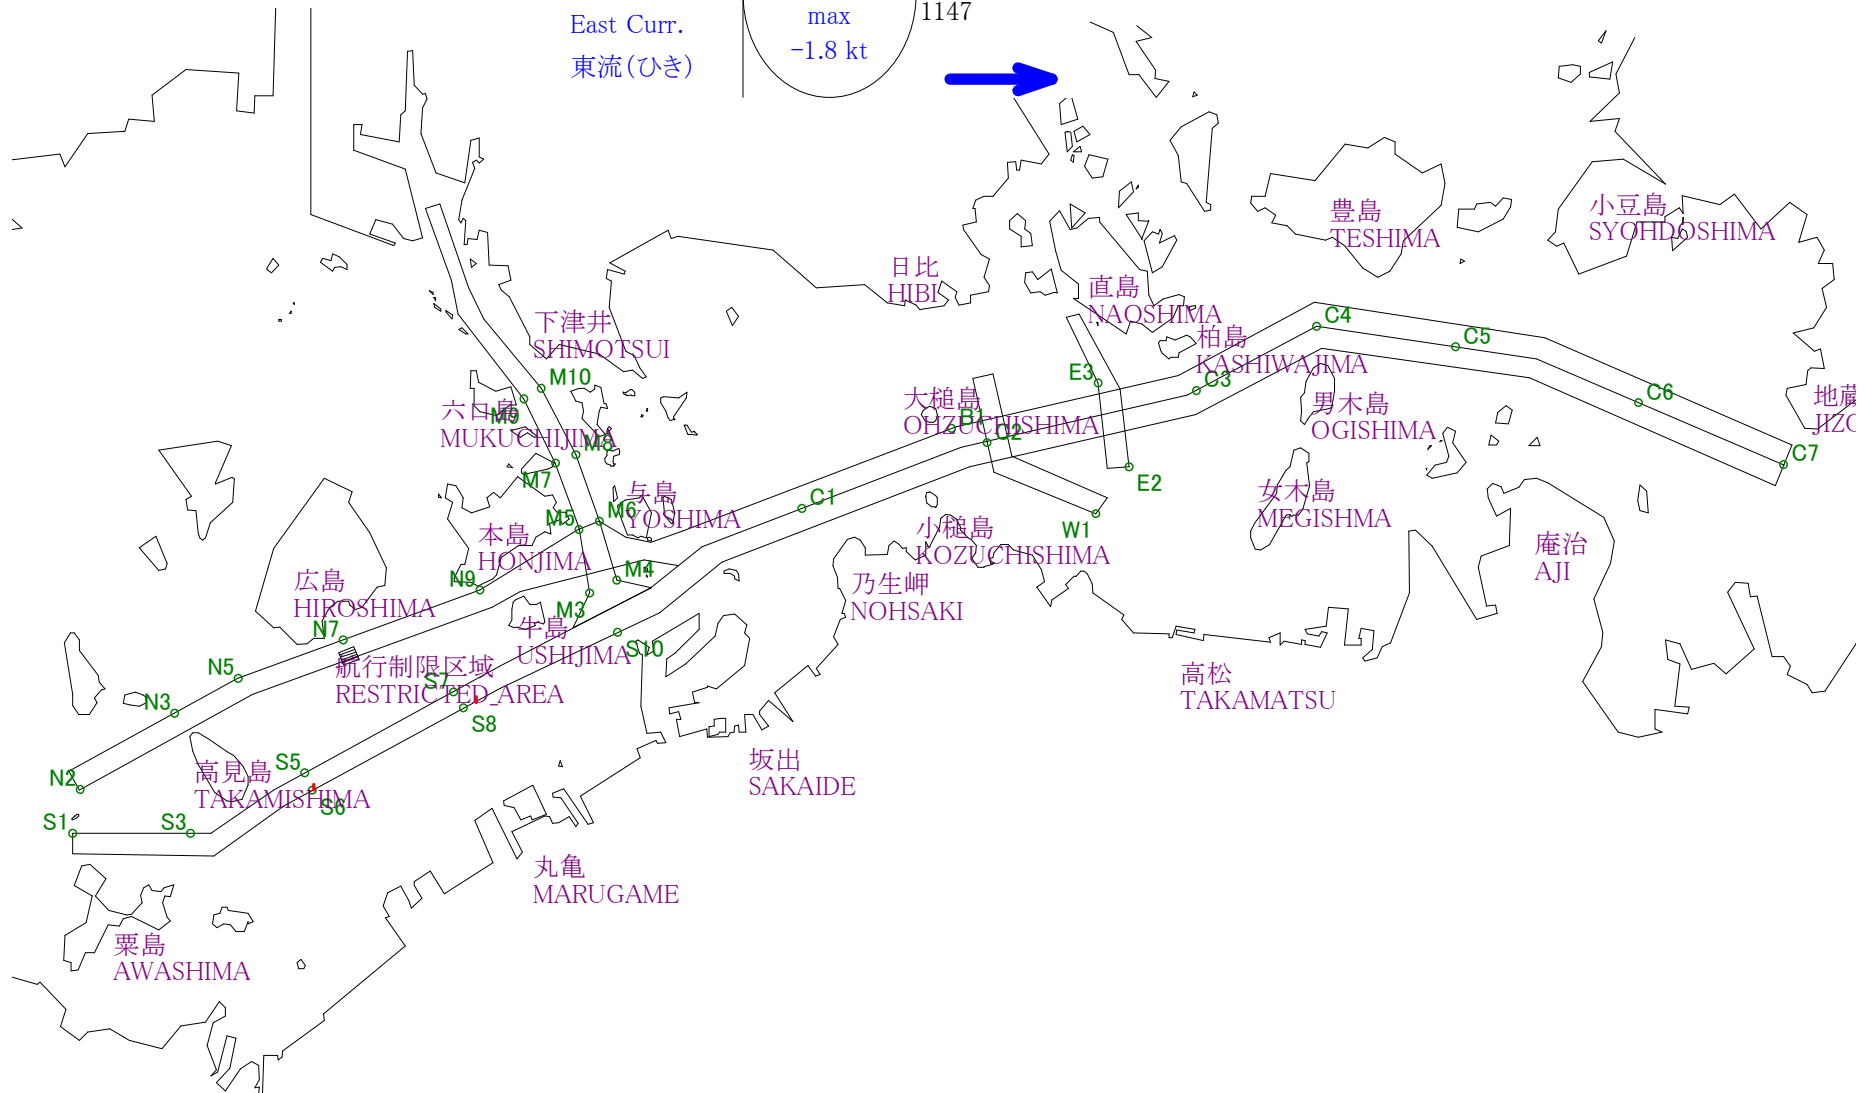 1147
East Curr.
max
-1.8 kt
東流(ひき)
豊島
TESHIMA
小豆島
SYOHDOSHIMA
日比
HIBI
直島
NAOSHIMA
下津井
SHIMOTSUI
柏島
KASHIWAJIMA
C4
C5
M10
E3
C3
C6
六口島
MUKUCHIJIMA
M9
大槌島
OHZUCHISHIMA
B1
C2
男木島
OGISHIMA
M8
C7
M7
E2
与島
YOSHIMA
女木島
MEGISHMA
C1
M5
M6
W1
本島
HONJIMA
小槌島
KOZUCHISHIMA
庵治
AJI
広島
HIROSHIMA
N9
M4
乃生岬
NOHSAKI
M3
N7
牛島
USHIJIMA
S10
N5
航行制限区域
RESTRICTED_AREA
S7
高松
TAKAMATSU
N3
S8
N2
高見島
TAKAMISHIMA
S5
S6
坂出
SAKAIDE
S1
S3
丸亀
MARUGAME
粟島
AWASHIMA